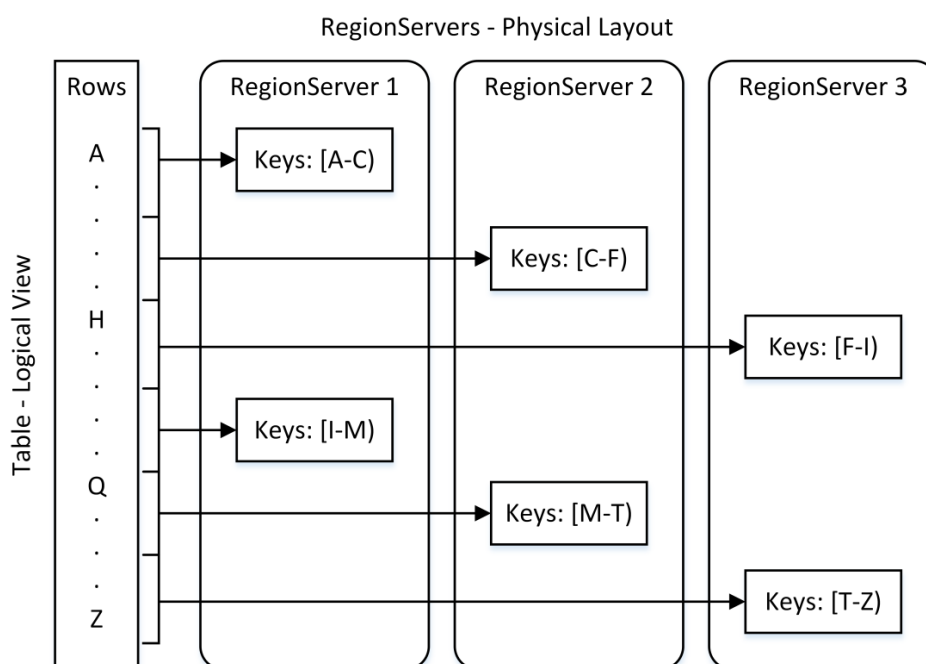 RegionServers - Physical Layout
Table - Logical View
Rows
A
.
.
.
.
H
.
.
.
.
Q
.
.
.
Z
RegionServer 1
Keys: [A-C)
Keys: [I-M)
RegionServer 2
Keys: [C-F)
Keys: [M-T)
RegionServer 3
Keys: [F-I)
Keys: [T-Z)